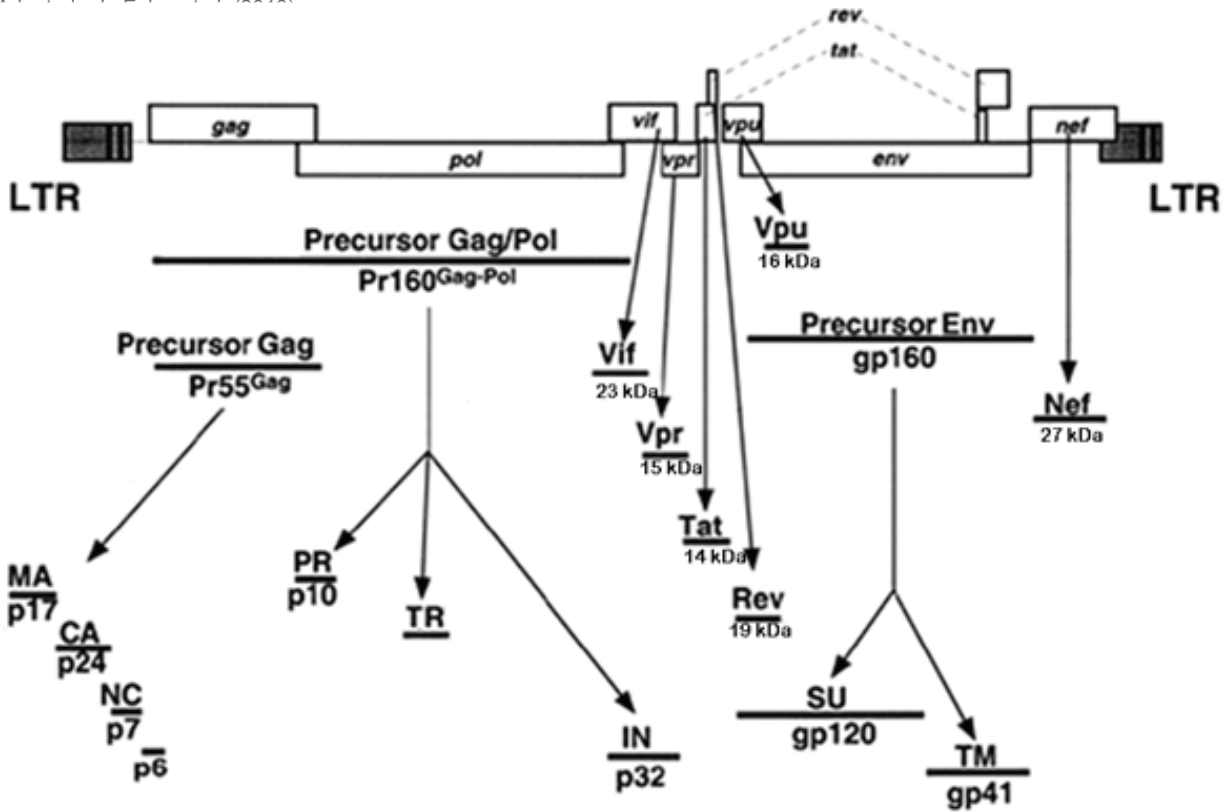 rev
tat
gag
vif
vpu
nef
pol
vpr
env
LTR
LTR
Precursor Gag/Pol
Pr160Gag-Pol
Vpu
16 kDa
Precursor Gag
Pr55Gag
Vif
23 kDa
Precursor Env
gp160
Nef
27 kDa
Vpr
15 kDa
Tat
14 kDa
MA
p17
CA
p24
NC
p7
p6
PR
p10
TR
IN
p32
Rev
19 kDa
SU
gp120
TM
gp41